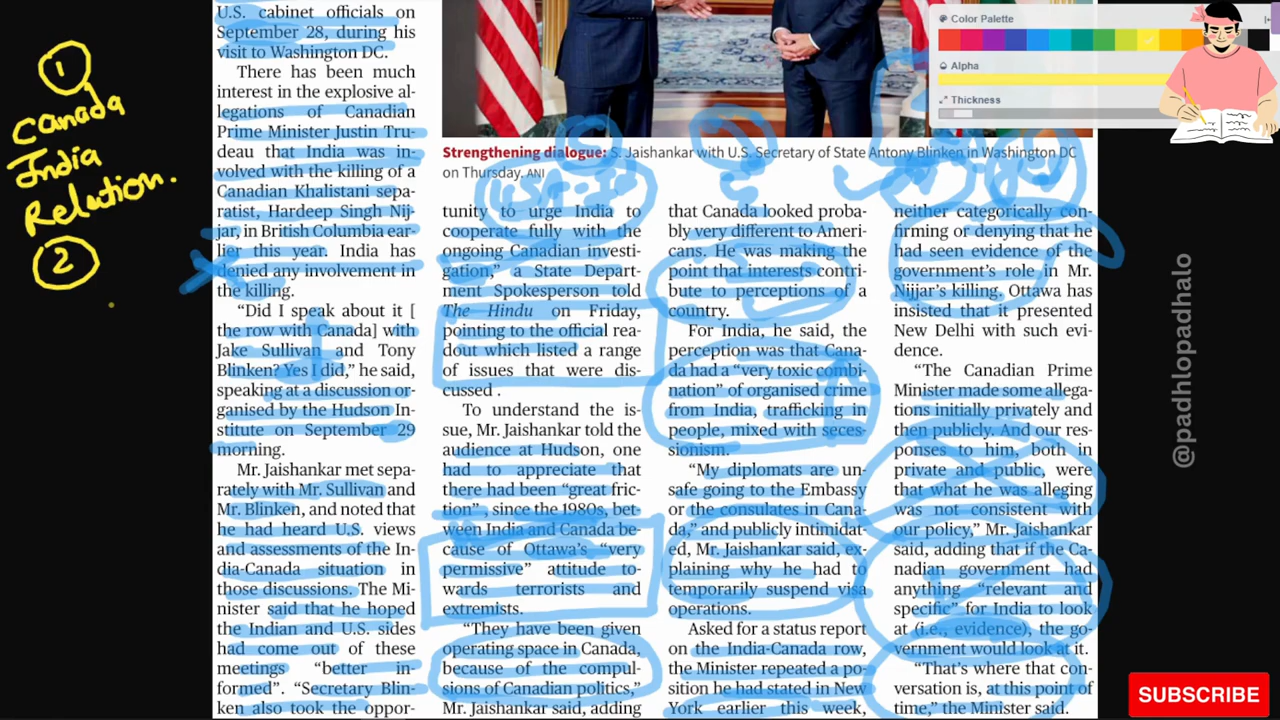 1
Canada
India
Relation.
2
U.S. cabinet officials on
September 28, during his
visit to Washington DC.
There has been much
interest in the explosive al-
legations of Canadian
Prime Minister Justin Tru-
deau that India was in-
volved with the killing of a
Canadian Khalistani sepa-
ratist, Hardeep Singh Nij-
jar, in British Columbia ear-
lier this year. India has
denied any involvement in
the killing.
“Did I speak about it [
the row with Canada] with
Jake Sullivan and Tony
Blinken? Yes I did,” he said,
speaking at a discussion or-
ganised by the Hudson In-
stitute on September 29
morning.
Mr. Jaishankar met sepa-
rately with Mr. Sullivan and
Mr. Blinken, and noted that
he had heard U.S. views
and assessments of the In-
dia-Canada situation in
those discussions. The Mi-
nister said that he hoped
the Indian and U.S. sides
had come out of these
meetings “better in-
formed”. “Secretary Blin-
ken also took the oppor-
Strengthening dialogue: S. Jaishankar with U.S. Secretary of State Antony Blinken in Washington DC
on Thursday. ANI
tunity to urge India to
cooperate fully with the
ongoing Canadian investi-
gation,” a State Depart-
ment Spokesperson told
The Hindu on Friday,
pointing to the official rea-
dout which listed a range
of issues that were dis-
cussed .
To understand the is-
sue, Mr. Jaishankar told the
audience at Hudson, one
had to appreciate that
there had been “great fric-
tion”, since the 1980s, bet-
ween India and Canada be-
cause of Ottawa’s “very
permissive” attitude to-
wards terrorists and
extremists.
“They have been given
operating space in Canada,
because of the compul-
sions of Canadian politics,”
Mr. Jaishankar said, adding
that Canada looked proba-
bly very different to Ameri-
cans. He was making the
point that interests contri-
bute to perceptions of a
country.
For India, he said, the
perception was that Cana-
da had a “very toxic combi-
nation” of organised crime
from India, trafficking in
people, mixed with seces-
sionism.
“My diplomats are un-
safe going to the Embassy
or the consulates in Cana-
da,” and publicly intimidat-
ed, Mr. Jaishankar said, ex-
plaining why he had to
temporarily suspend visa
operations.
Asked for a status report
on the India-Canada row,
the Minister repeated a po-
sition he had stated in New
York earlier this week,
neither categorically con-
firming or denying that he
had seen evidence of the
government’s role in Mr.
Nijjar’s killing. Ottawa has
insisted that it presented
New Delhi with such evi-
dence.
“The Canadian Prime
Minister made some allega-
tions initially privately and
then publicly. And our res-
ponses to him, both in
private and public, were
that what he was alleging
was not consistent with
our policy,” Mr. Jaishankar
said, adding that if the Ca-
nadian government had
anything “relevant and
specific” for India to look
at (i.e., evidence), the go-
vernment would look at it.
“That’s where that con-
versation is, at this point of
time,” the Minister said.
Color Palette
Alpha
Thickness
@padhlopadhalo
SUBSCRIBE